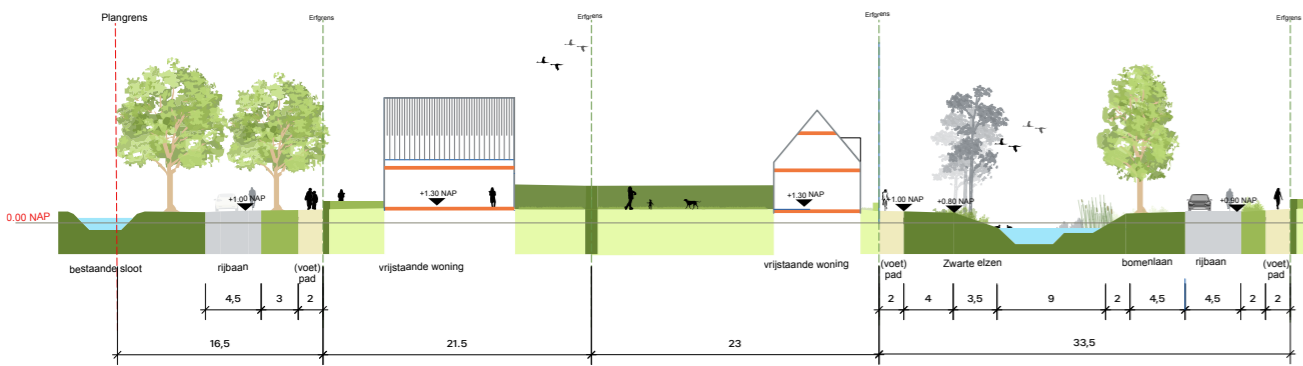 Plangrens
Erfgrens
Erfgrens
Erfgrens
Erfgrens
0.00 NAP
+1.00 NAP
+1.30 NAP
+1.30 NAP
+1.00 NAP
+0.80 NAP
+0.90 NAP
bestaande sloot
rijbaan
(voet)
pad
vrijstaande woning
vrijstaande woning
(voet)
pad
Zwarte elzen
bomenlaan
rijbaan
(voet)
pad
4,5 3 2
2 4 3,5 9 2 4,5 4,5 2 2
16,5 21.5 23 33,5